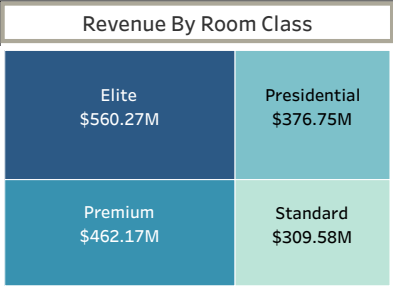 Revenue By Room Class
Elite
$560.27M
Presidential
$376.75M
Premium
$462.17M
Standard
$309.58M